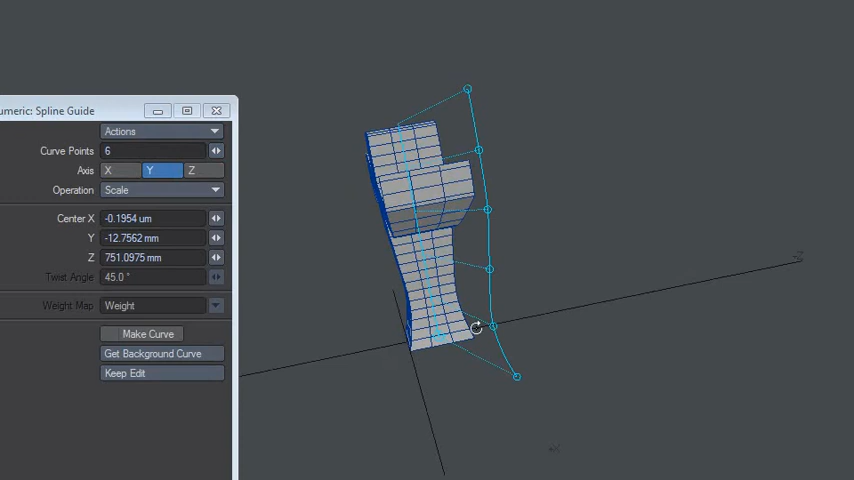 umeric: Spline Guide
Actions
Curve Points 6
Axis X Y Z
Operation Scale
Center X -0.1954 um
Y -12.7562 mm
Z 751.0975 mm
Twist Angle 45.0 °
Weight Map Weight
Make Curve
Get Background Curve
Keep Edit